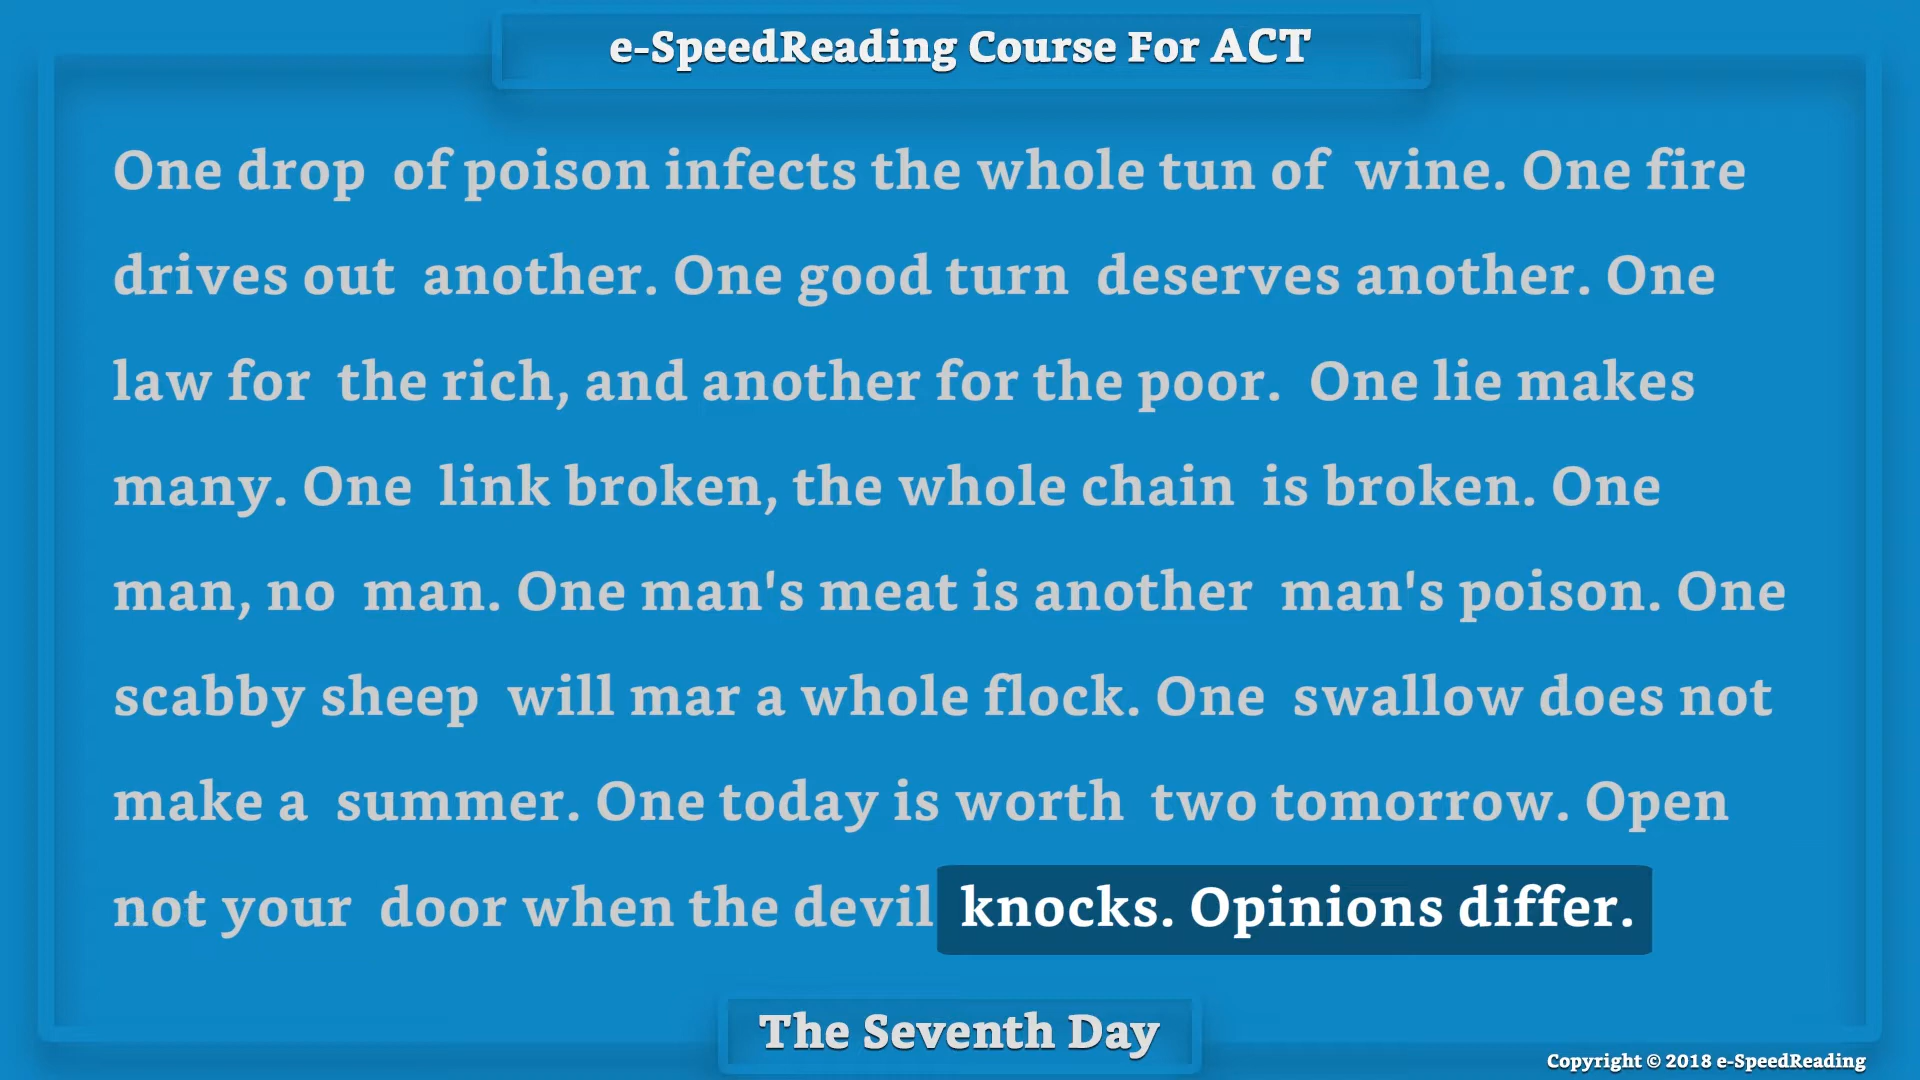 e-SpeedReading Course For ACT
One drop of poison infects the whole tun of wine. One fire
drives out another. One good turn deserves another. One
law for the rich, and another for the poor. One lie makes
many. One link broken, the whole chain is broken. One
man, no man. One man's meat is another man's poison. One
scabby sheep will mar a whole flock. One swallow does not
make a summer. One today is worth two tomorrow. Open
not your door when the devil knocks. Opinions differ.
The Seventh Day
Copyright © 2018 e-SpeedReading